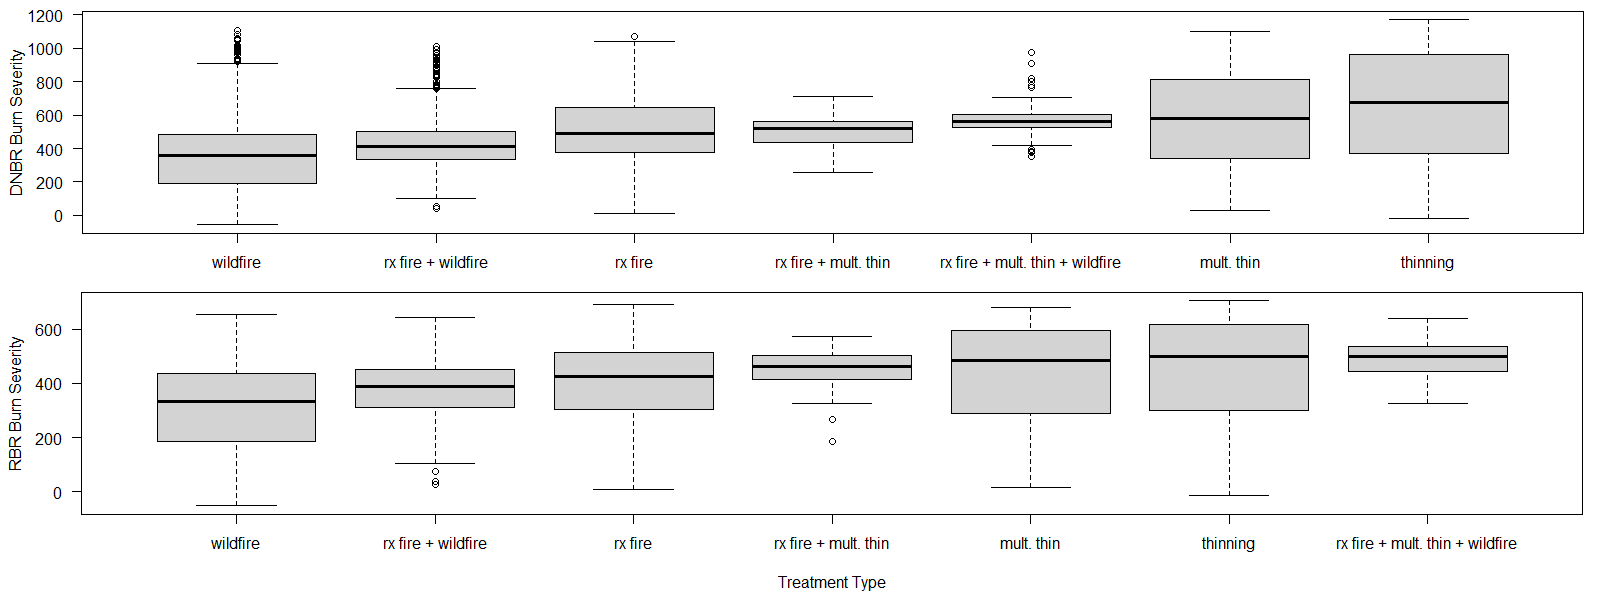 DNBR Burn Severity
1200
1000
800
600
400
200
0
wildfire rx fire + wildfire rx fire rx fire + mult. thin rx fire + mult. thin + wildfire mult. thin thinning
RBR Burn Severity
600
400
200
0
wildfire rx fire + wildfire rx fire rx fire + mult. thin mult. thin thinning rx fire + mult. thin + wildfire
Treatment Type